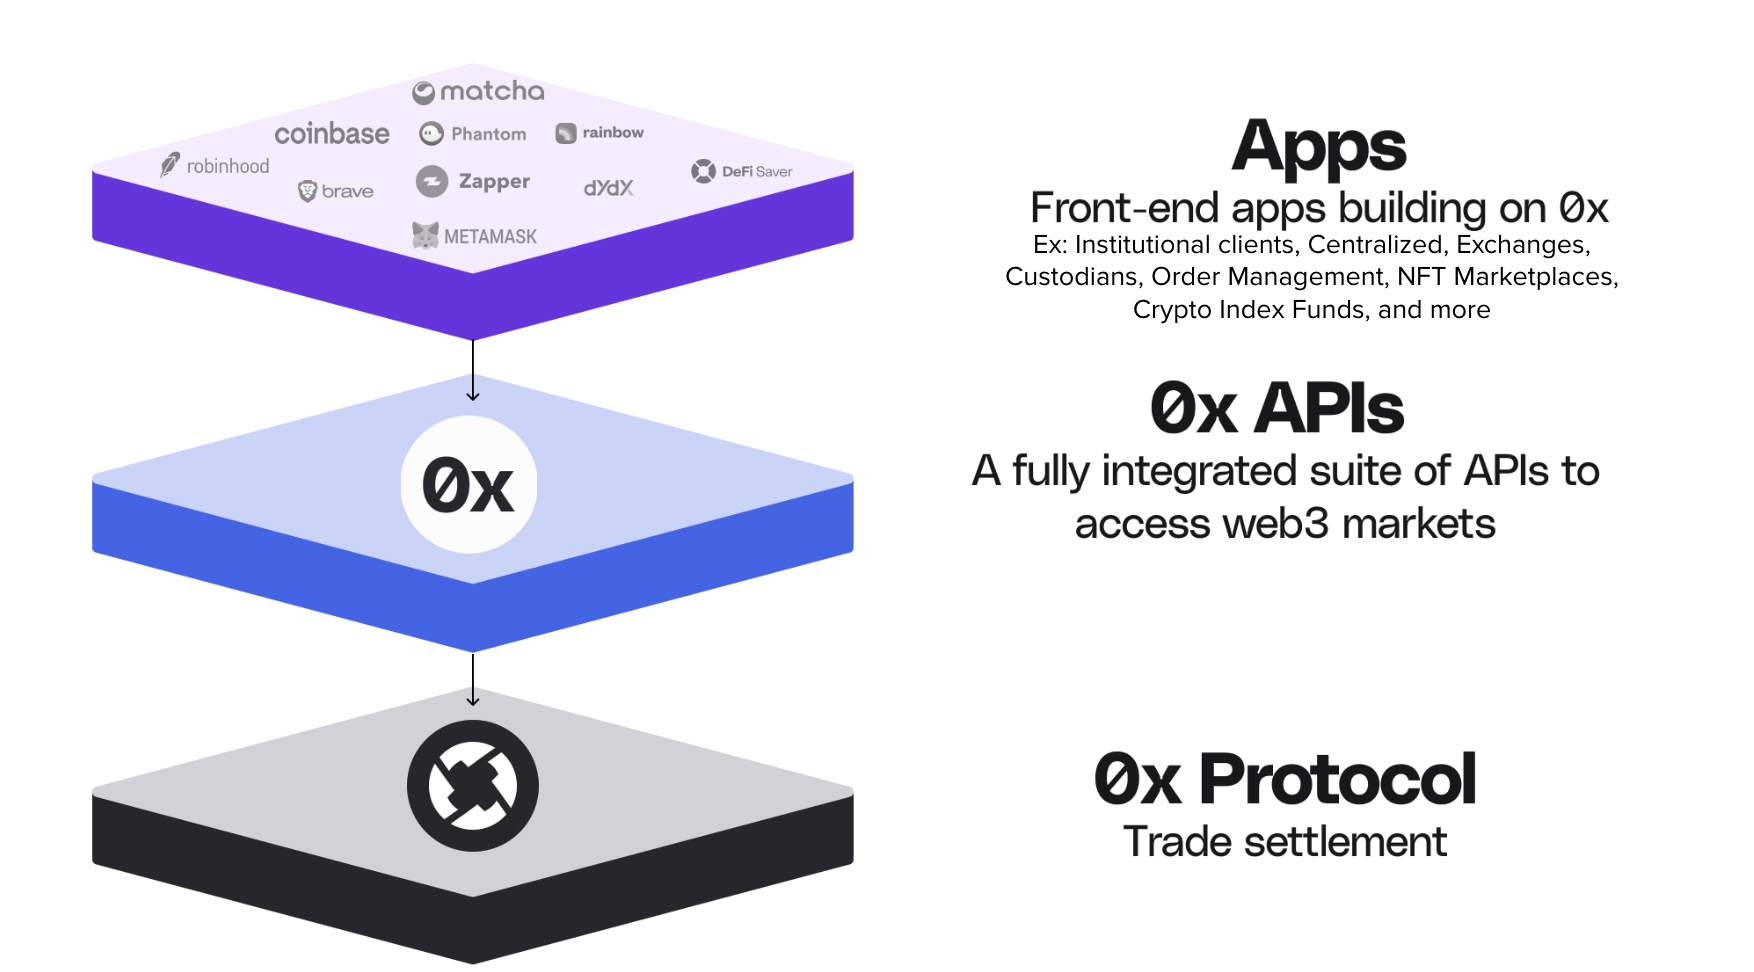 matcha
coinbase
Phantom
rainbow
robinhood
brave
Zapper
dYdX
DeFi Saver
METAMASK
Apps
Front-end apps building on 0x
Ex: Institutional clients, Centralized, Exchanges,
Custodians, Order Management, NFT Marketplaces,
Crypto Index Funds, and more
0x
0x APIs
A fully integrated suite of APIs to
access web3 markets
0x Protocol
Trade settlement